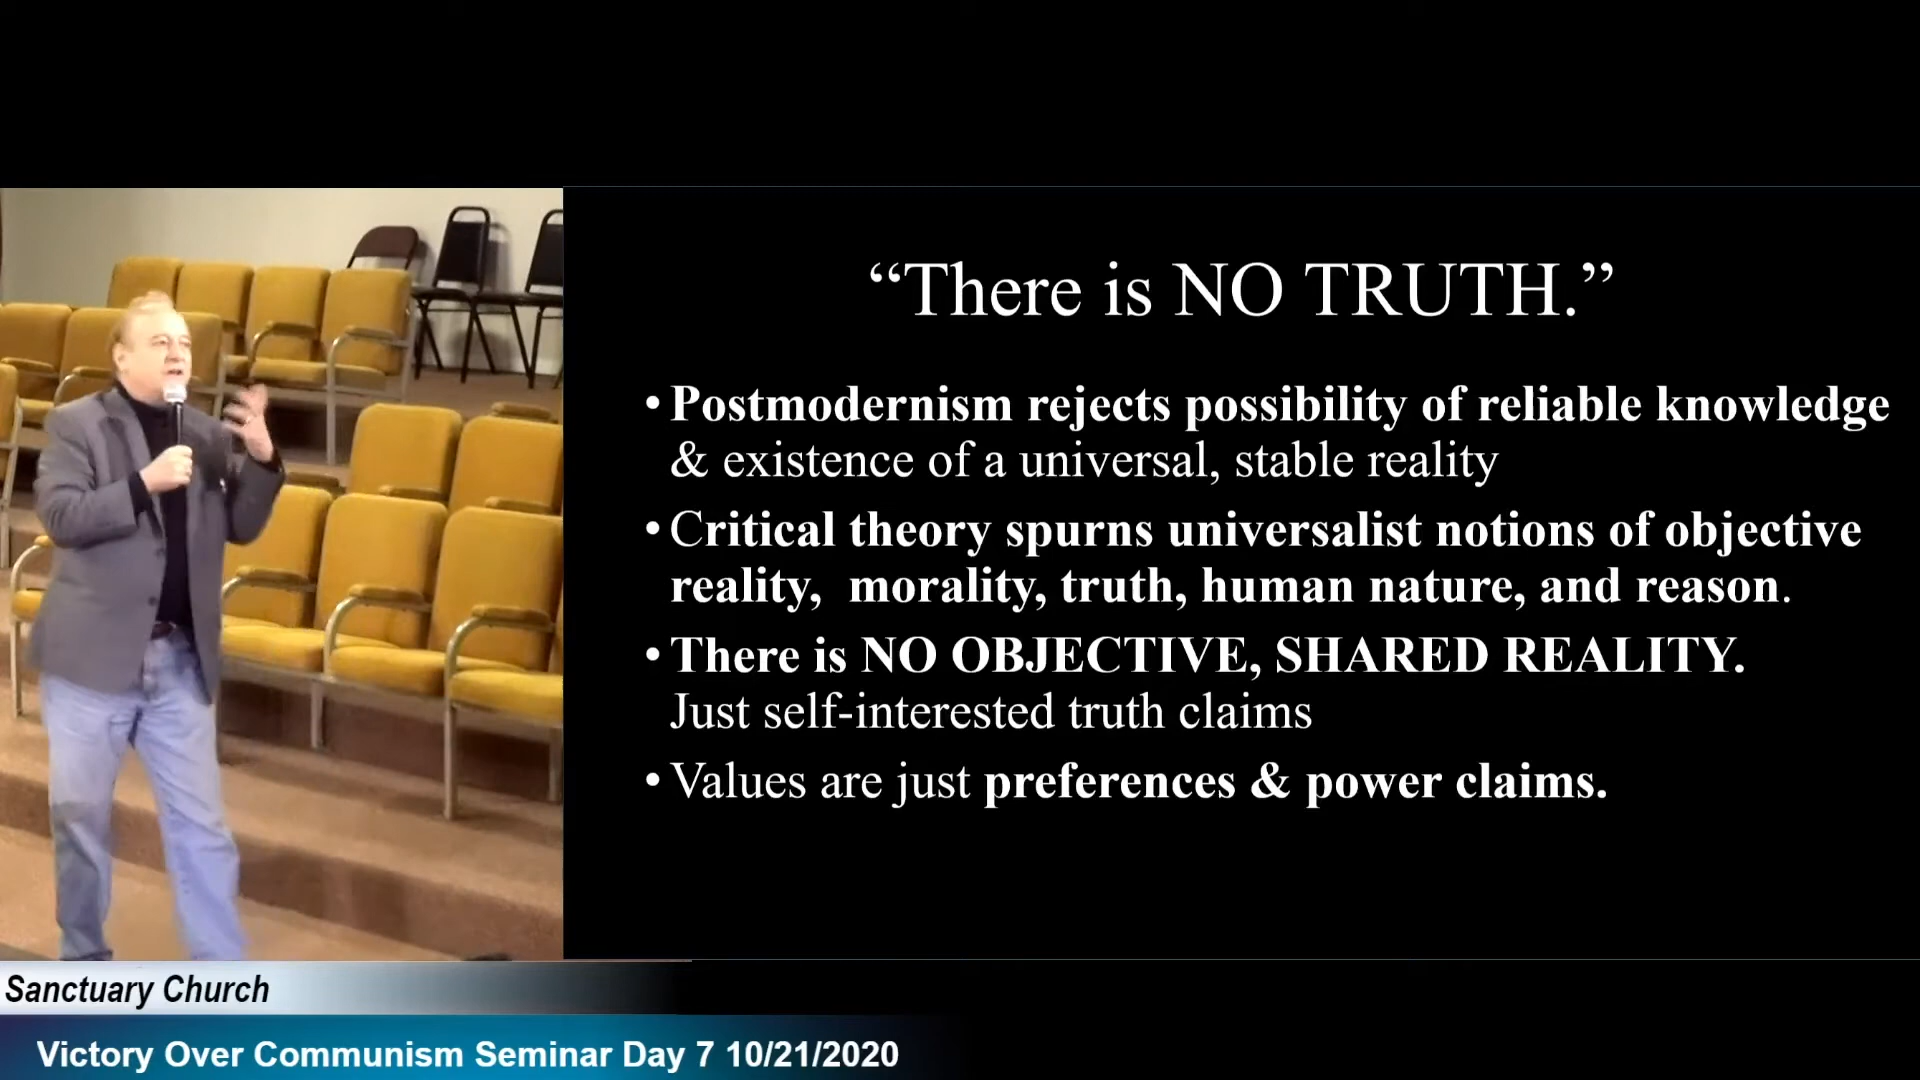 “There is NO TRUTH.”
• Postmodernism rejects possibility of reliable knowledge
& existence of a universal, stable reality
• Critical theory spurns universalist notions of objective
reality,  morality, truth, human nature, and reason.
• There is NO OBJECTIVE, SHARED REALITY.
Just self-interested truth claims
• Values are just preferences & power claims.
Sanctuary Church
Victory Over Communism Seminar Day 7 10/21/2020